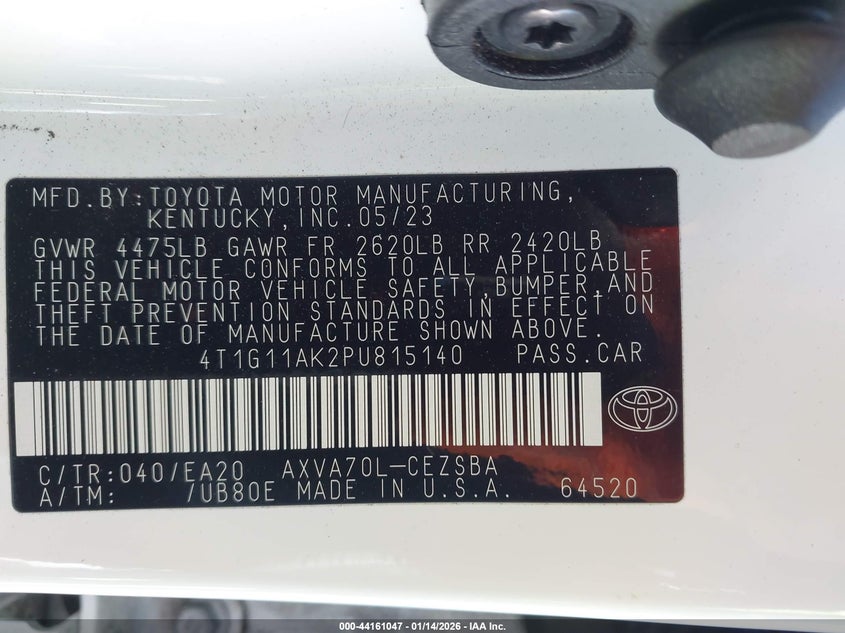 MFD.BY:TOYOTA MOTOR MANUFACTURING,
KENTUCKY,INC.05/23
GVWR 4475LB GAWR FR 2620LB RR 2420LB
THIS VEHICLE CONFORMS TO ALL APPLICABLE
FEDERAL MOTOR VEHICLE SAFETY,BUMPER,AND
THEFT PREVENTION STANDARDS IN EFFECT ON
THE DATE OF MANUFACTURE SHOWN ABOVE.
4T1G11AK2PU815140 PASS.CAR
C/TR:040/EA20 AXVA70L-CEZSBA
A/TM: /UB80E MADE IN U.S.A. 64520
000-44161047 | 01/14/2026 - IAA Inc.